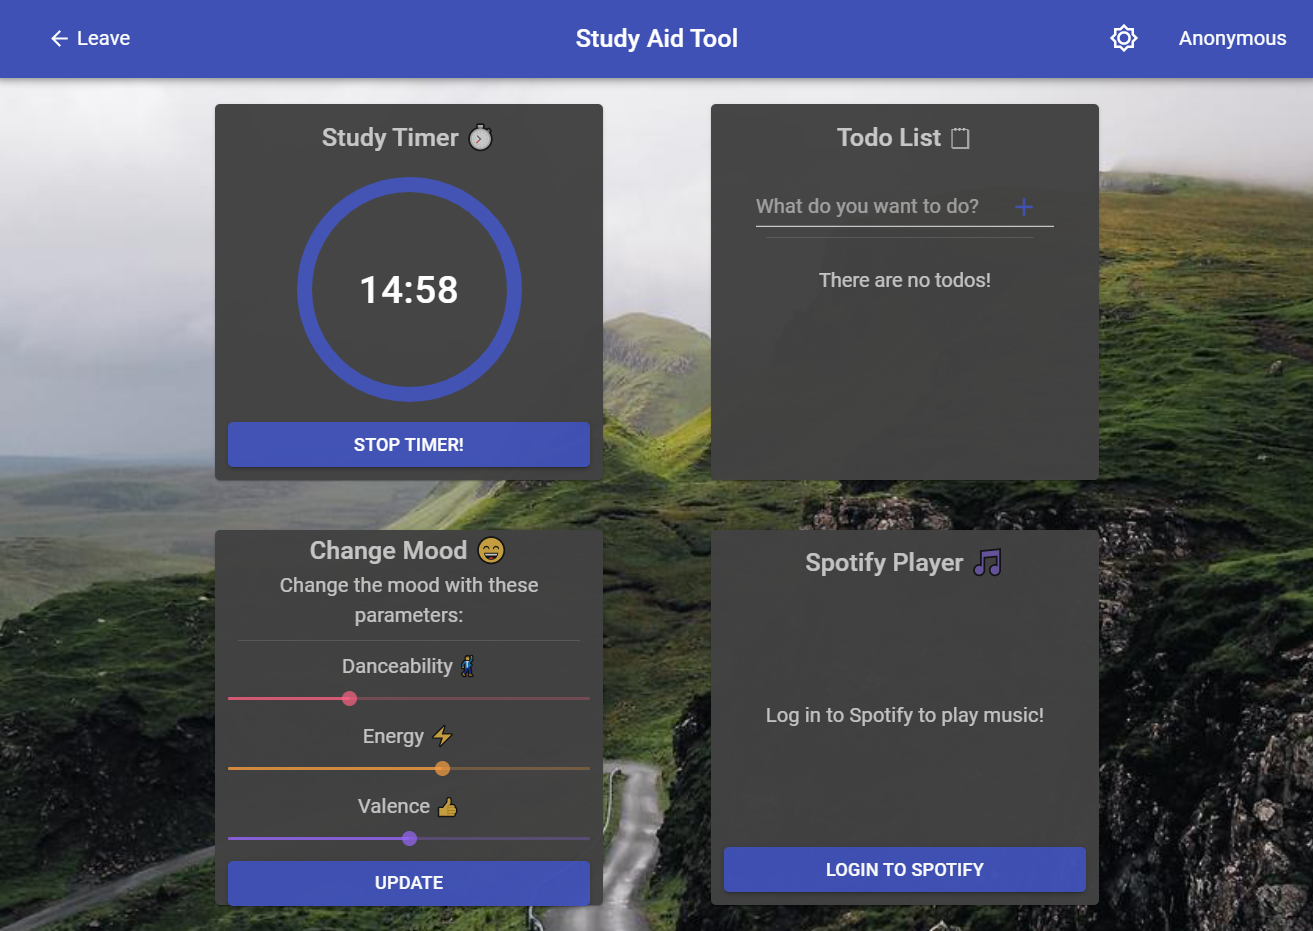 Leave
Study Aid Tool
Anonymous
Study Timer
14:58
STOP TIMER!
Todo List
What do you want to do?
There are no todos!
Change Mood
Change the mood with these
parameters:
Danceability
Energy
Valence
UPDATE
Spotify Player
Log in to Spotify to play music!
LOGIN TO SPOTIFY